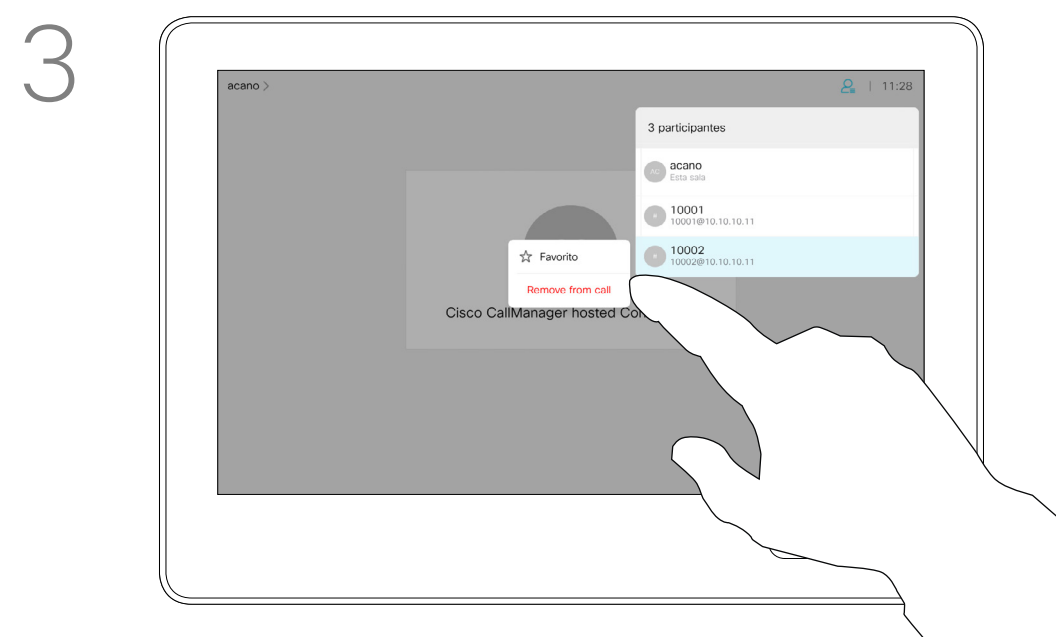 3
acano >
| 11:28
3 participantes
AC
acano
Esta sala
10001
10001@10.10.10.11
10002
10002@10.10.10.11
Favorito
Remove from call
Cisco CallManager hosted Con